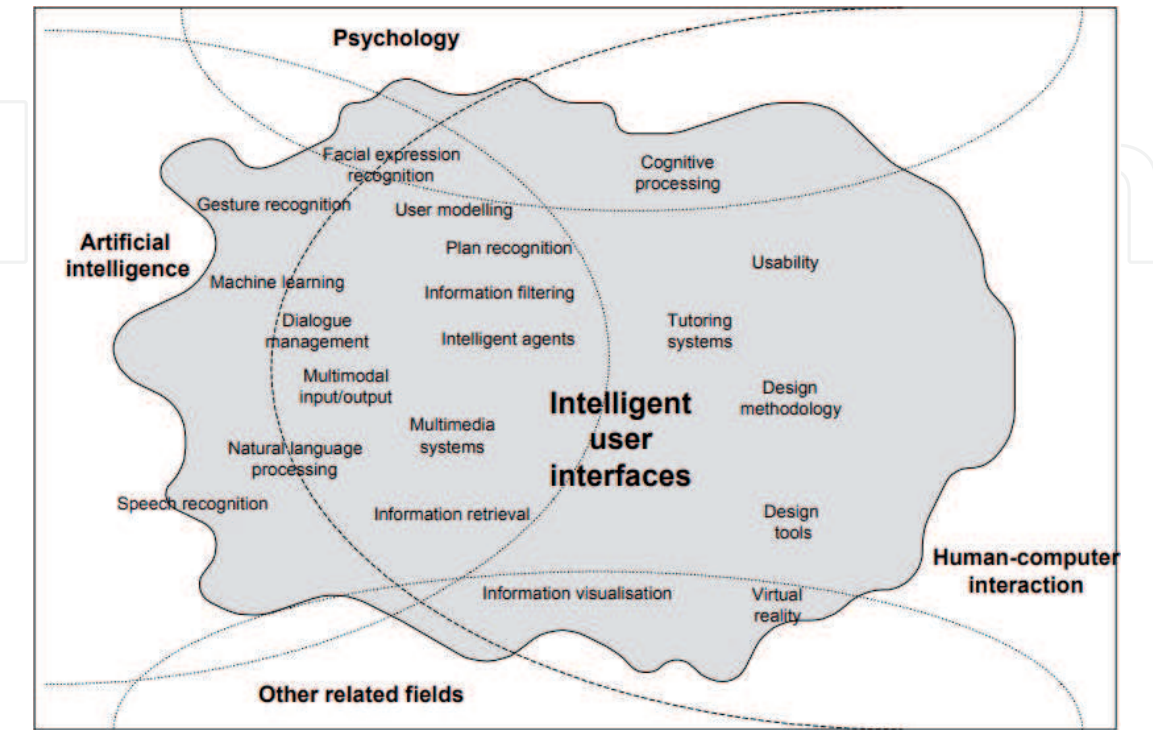 Psychology
Facial expression
recognition
Cognitive
processing
Gesture recognition
User modelling
Artificial
intelligence
Plan recognition
Usability
Machine learning
Information filtering
Dialogue
management
Intelligent agents
Tutoring
systems
Multimodal
input/output
Design
methodology
Intelligent
user
interfaces
Multimedia
systems
Natural language
processing
Speech recognition
Information retrieval
Design
tools
Human-computer
interaction
Information visualisation
Virtual
reality
Other related fields